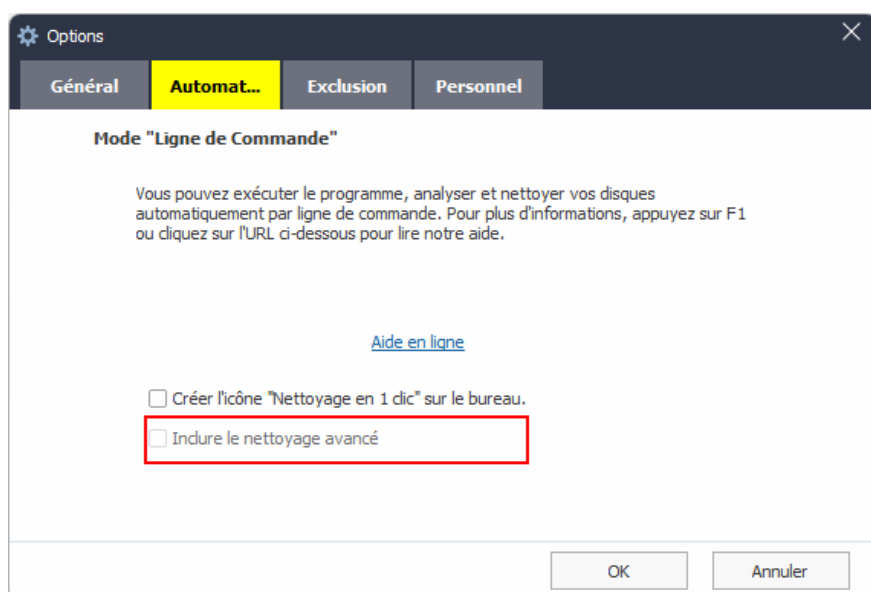 Options
Général
Automat...
Exclusion
Personnel
Mode "Ligne de Commande"
Vous pouvez exécuter le programme, analyser et nettoyer vos disques
automatiquement par ligne de commande. Pour plus d'informations, appuyez sur F1
ou cliquez sur l'URL ci-dessous pour lire notre aide.
Aide en ligne
Créer l'icône "Nettoyage en 1 clic" sur le bureau.
Inclure le nettoyage avancé
OK
Annuler